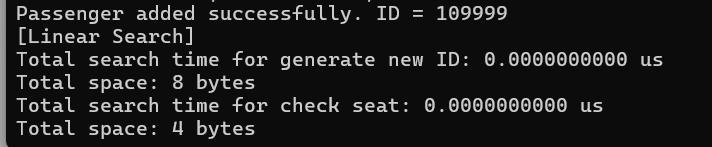 Passenger added successfully. ID = 109999
[Linear Search]
Total search time for generate new ID: 0.0000000000 us
Total space: 8 bytes
Total search time for check seat: 0.0000000000 us
Total space: 4 bytes